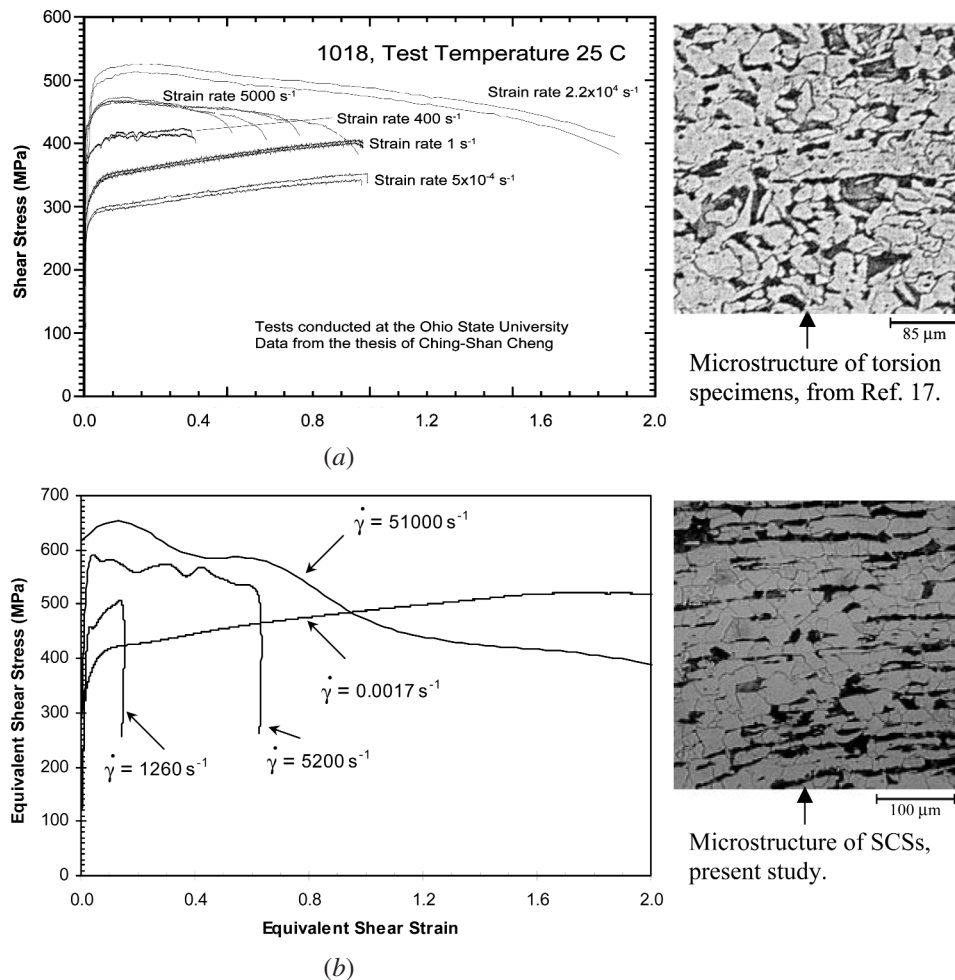 600
500
400
300
200
100
0
Shear Stress (MPa)
1018, Test Temperature 25 C
Strain rate 5000 s⁻¹
Strain rate 2.2x10⁴ s⁻¹
Strain rate 400 s⁻¹
Strain rate 1 s⁻¹
Strain rate 5x10⁻⁴ s⁻¹
Tests conducted at the Ohio State University
Data from the thesis of Ching-Shan Cheng
0.0 0.4 0.8 1.2 1.6 2.0
85 μm
Microstructure of torsion
specimens, from Ref. 17.
(a)
700
600
500
400
300
200
100
0
Equivalent Shear Stress (MPa)
γ̇ = 51000 s⁻¹
γ̇ = 0.0017 s⁻¹
γ̇ = 5200 s⁻¹
γ̇ = 1260 s⁻¹
0.0 0.4 0.8 1.2 1.6 2.0
Equivalent Shear Strain
100 μm
Microstructure of SCSs,
present study.
(b)